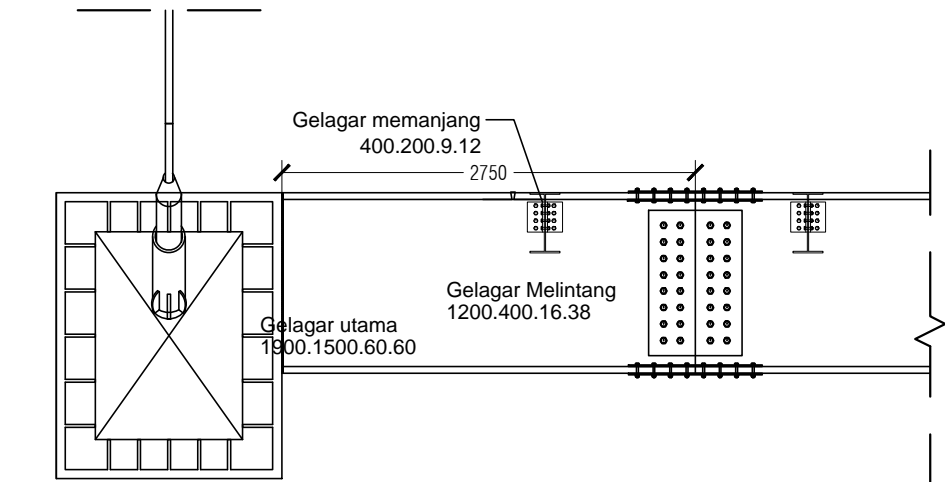 Gelagar memanjang
400.200.9.12
2750
Gelagar Melintang
1200.400.16.38
Gelagar utama
1900.1500.60.60